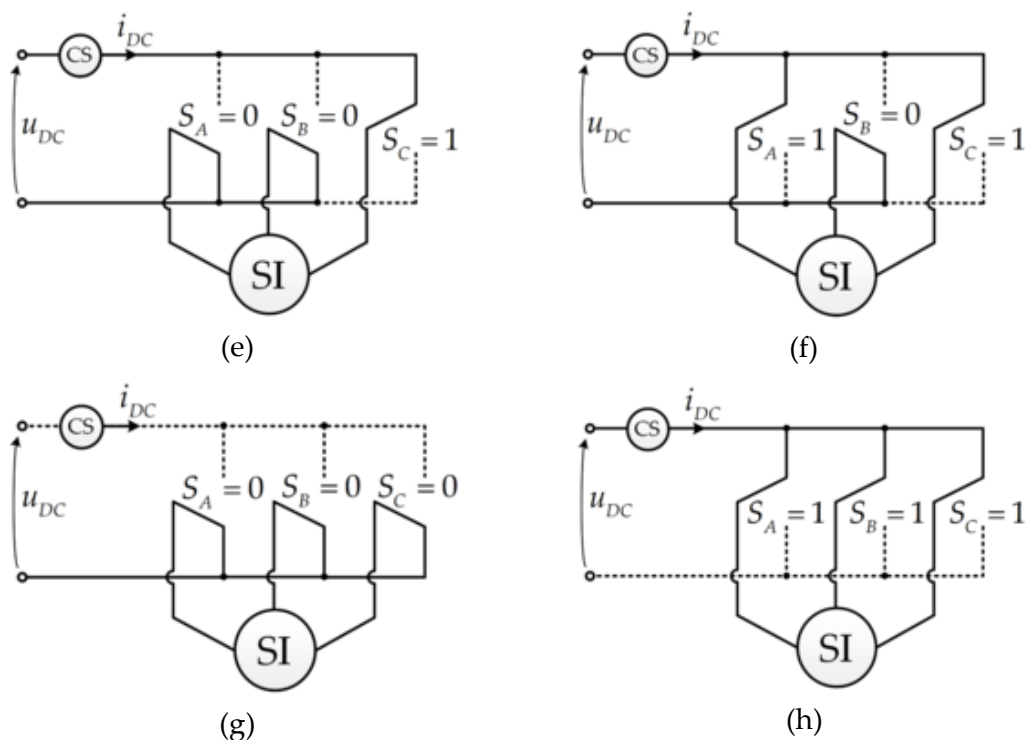 CS i_DC
u_DC
S_A = 0 S_B = 0
S_C = 1
SI
(e)
CS i_DC
u_DC
S_B = 0
S_A = 1 S_C = 1
SI
(f)
CS i_DC
u_DC
S_A = 0 S_B = 0 S_C = 0
SI
(g)
CS i_DC
u_DC
S_A = 1 S_B = 1 S_C = 1
SI
(h)